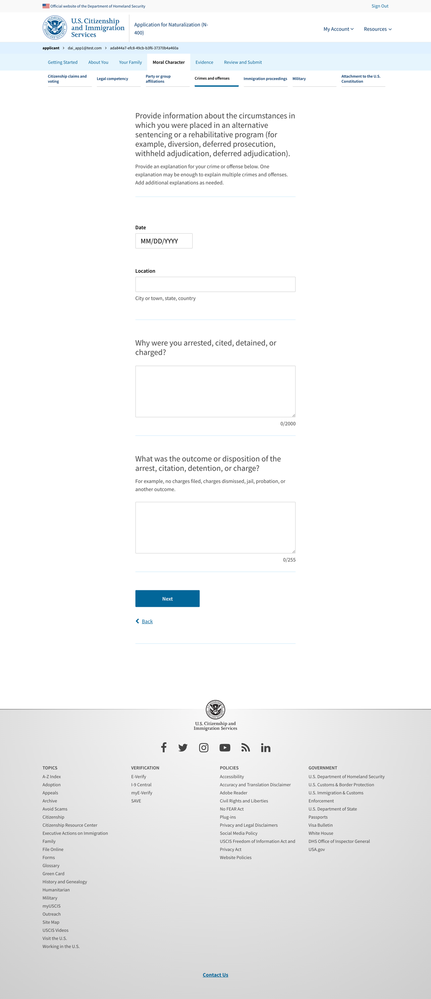 Official website of the Department of Homeland Security
Sign Out
U.S. Citizenship
and Immigration
Services
Application for Naturalization (N-
400)
My Account
Resources
applicant > dai_app1@test.com > ada844a7-efc8-49cb-b3f6-37370b4a460a
Getting Started
About You
Your Family
Moral Character
Evidence
Review and Submit
Citizenship claims and
voting
Legal competency
Party or group
affiliations
Crimes and offenses
Immigration proceedings
Military
Attachment to the U.S.
Constitution
Provide information about the circumstances in
which you were placed in an alternative
sentencing or a rehabilitative program (for
example, diversion, deferred prosecution,
withheld adjudication, deferred adjudication).
Provide an explanation for your crime or offense below. One
explanation may be enough to explain multiple crimes and offenses.
Add additional explanations as needed.
Date
MM/DD/YYYY
Location
City or town, state, country
Why were you arrested, cited, detained, or
charged?
0/2000
What was the outcome or disposition of the
arrest, citation, detention, or charge?
For example, no charges filed, charges dismissed, jail, probation, or
another outcome.
0/255
Next
Back
U.S. Citizenship and
Immigration Services
TOPICS
A-Z Index
Adoption
Appeals
Archive
Avoid Scams
Citizenship
Citizenship Resource Center
Executive Actions on Immigration
Family
File Online
Forms
Glossary
Green Card
History and Genealogy
Humanitarian
Military
myUSCIS
Outreach
Site Map
USCIS Videos
Visit the U.S.
Working in the U.S.
VERIFICATION
E-Verify
I-9 Central
myE-Verify
SAVE
POLICIES
Accessibility
Accuracy and Translation Disclaimer
Adobe Reader
Civil Rights and Liberties
No FEAR Act
Plug-ins
Privacy and Legal Disclaimers
Social Media Policy
USCIS Freedom of Information Act and
Privacy Act
Website Policies
GOVERNMENT
U.S. Department of Homeland Security
U.S. Customs & Border Protection
U.S. Immigration & Customs
Enforcement
U.S. Department of State
Passports
Visa Bulletin
White House
DHS Office of Inspector General
USA.gov
Contact Us